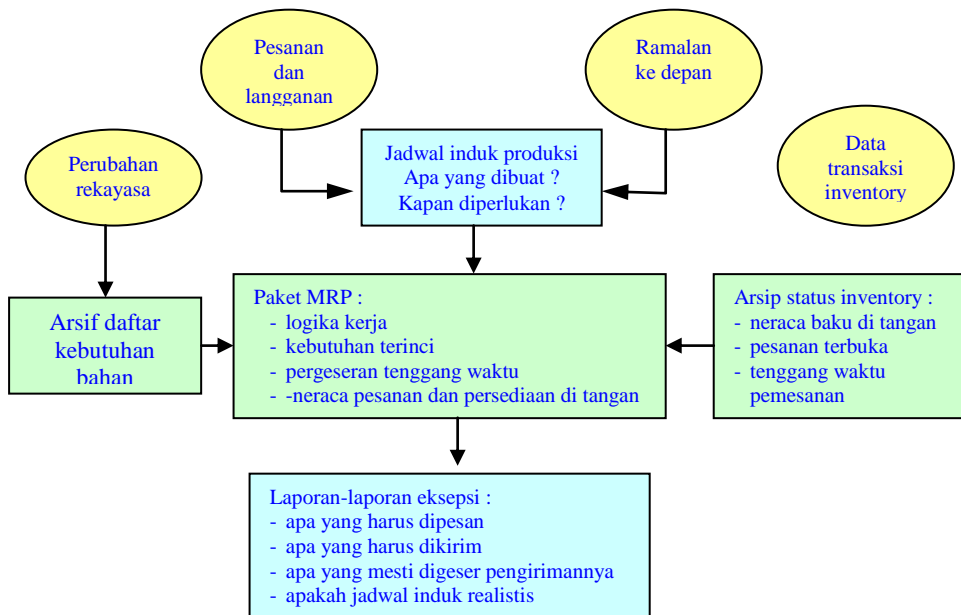 Pesanan
dan
langganan
Ramalan
ke depan
Perubahan
rekayasa
Jadwal induk produksi
Apa yang dibuat ?
Kapan diperlukan ?
Data
transaksi
inventory
Arsif daftar
kebutuhan
bahan
Paket MRP :
- logika kerja
- kebutuhan terinci
- pergeseran tenggang waktu
- -neraca pesanan dan persediaan di tangan
Arsip status inventory :
- neraca baku di tangan
- pesanan terbuka
- tenggang waktu
pemesanan
Laporan-laporan eksepsi :
- apa yang harus dipesan
- apa yang harus dikirim
- apa yang mesti digeser pengirimannya
- apakah jadwal induk realistis